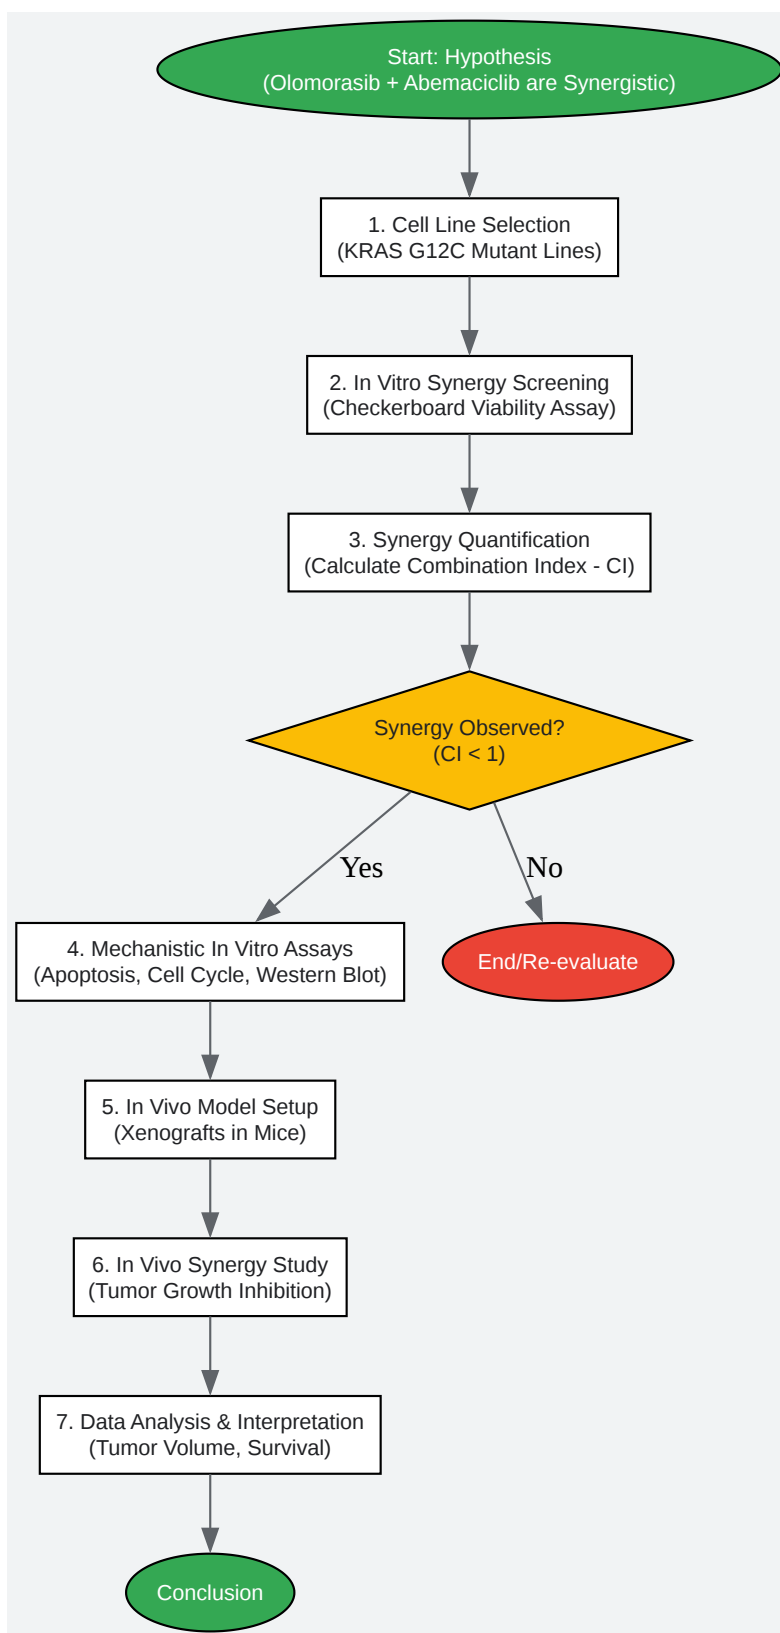 Start: Hypothesis
(Olomorasib + Abemaciclib are Synergistic)
1. Cell Line Selection
(KRAS G12C Mutant Lines)
2. In Vitro Synergy Screening
(Checkerboard Viability Assay)
3. Synergy Quantification
(Calculate Combination Index - CI)
Synergy Observed?
(CI < 1)
Yes
No
4. Mechanistic In Vitro Assays
(Apoptosis, Cell Cycle, Western Blot)
End/Re-evaluate
5. In Vivo Model Setup
(Xenografts in Mice)
6. In Vivo Synergy Study
(Tumor Growth Inhibition)
7. Data Analysis & Interpretation
(Tumor Volume, Survival)
Conclusion